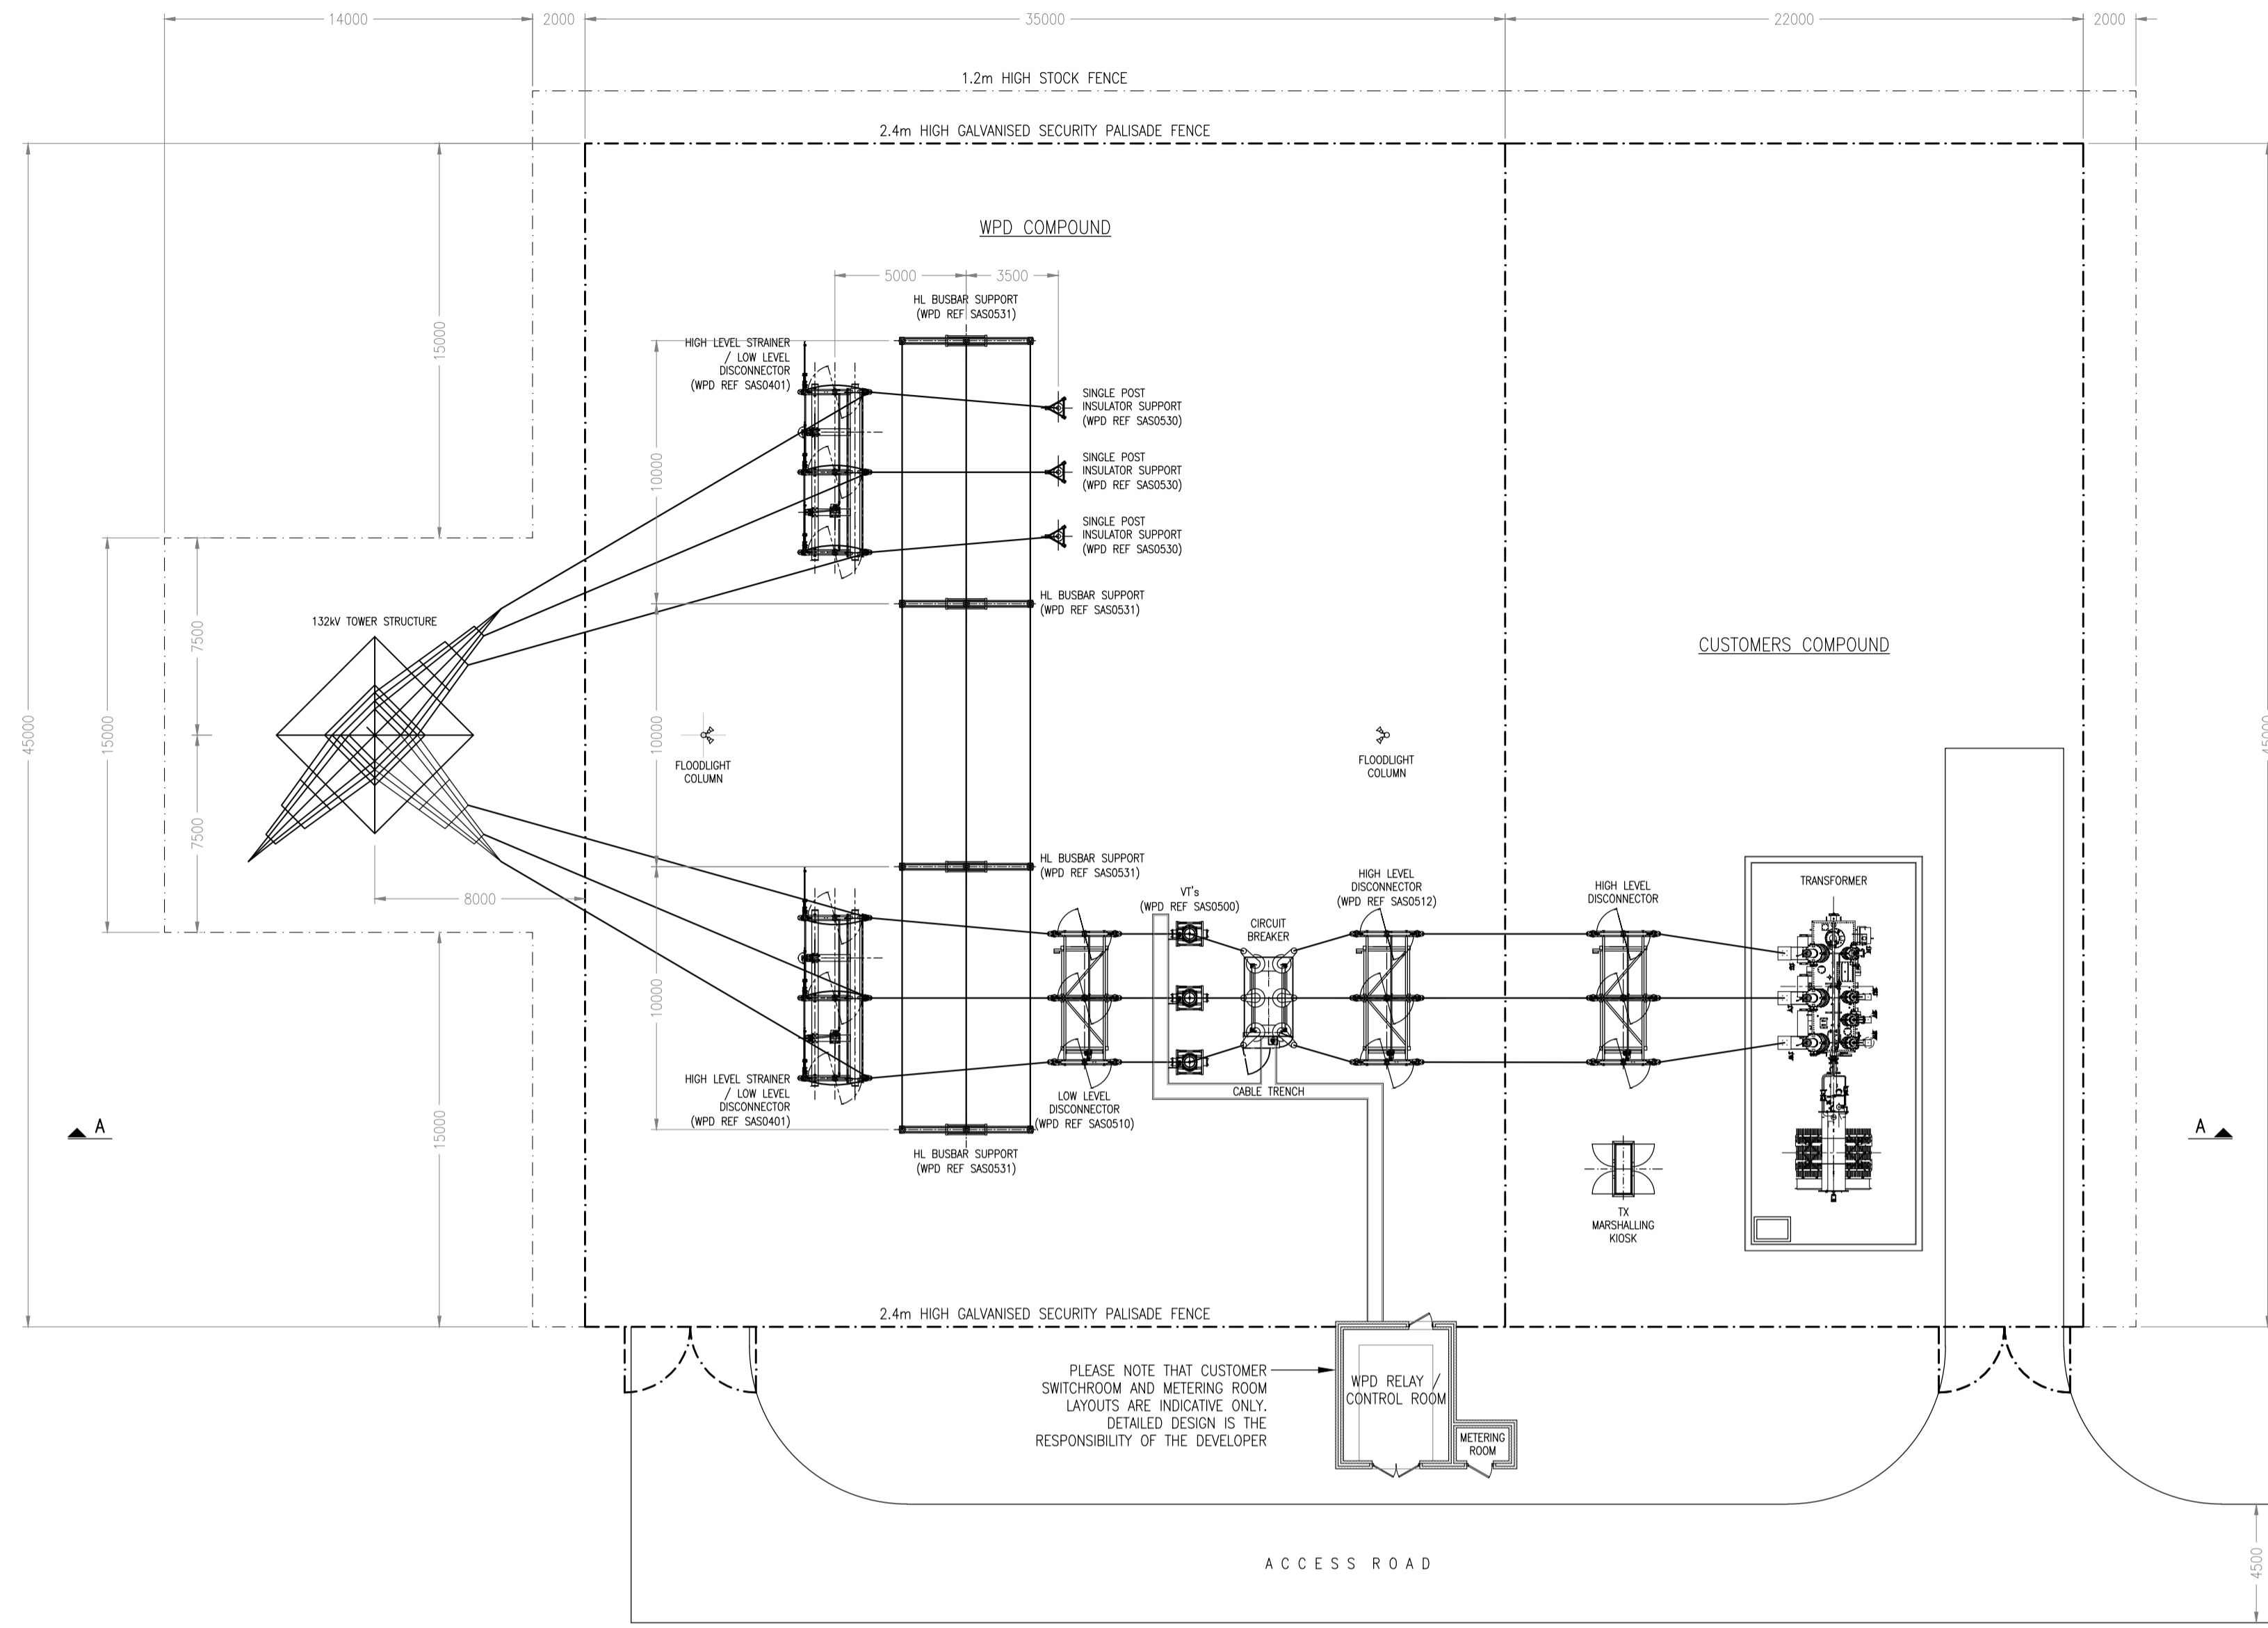 14000
2000
35000
22000
2000
1.2m HIGH STOCK FENCE
2.4m HIGH GALVANISED SECURITY PALISADE FENCE
WPD COMPOUND
5000
3500
HL BUSBAR SUPPORT
(WPD REF SAS0531)
HIGH LEVEL STRAINER
/ LOW LEVEL
DISCONNECTOR
(WPD REF SAS0401)
15000
10000
SINGLE POST
INSULATOR SUPPORT
(WPD REF SAS0530)
SINGLE POST
INSULATOR SUPPORT
(WPD REF SAS0530)
SINGLE POST
INSULATOR SUPPORT
(WPD REF SAS0530)
HL BUSBAR SUPPORT
(WPD REF SAS0531)
132kV TOWER STRUCTURE
7500
CUSTOMERS COMPOUND
45000
15000
10000
45000
FLOODLIGHT
COLUMN
FLOODLIGHT
COLUMN
7500
8000
HL BUSBAR SUPPORT
(WPD REF SAS0531)
VT's
(WPD REF SAS0500)
CIRCUIT
BREAKER
HIGH LEVEL
DISCONNECTOR
(WPD REF SAS0512)
HIGH LEVEL
DISCONNECTOR
TRANSFORMER
10000
15000
HIGH LEVEL STRAINER
/ LOW LEVEL
DISCONNECTOR
(WPD REF SAS0401)
LOW LEVEL
DISCONNECTOR
(WPD REF SAS0510)
CABLE TRENCH
A
A
HL BUSBAR SUPPORT
(WPD REF SAS0531)
TX
MARSHALLING
KIOSK
2.4m HIGH GALVANISED SECURITY PALISADE FENCE
PLEASE NOTE THAT CUSTOMER
SWITCHROOM AND METERING ROOM
LAYOUTS ARE INDICATIVE ONLY.
DETAILED DESIGN IS THE
RESPONSIBILITY OF THE DEVELOPER
WPD RELAY /
CONTROL ROOM
METERING
ROOM
ACCESS ROAD
4500